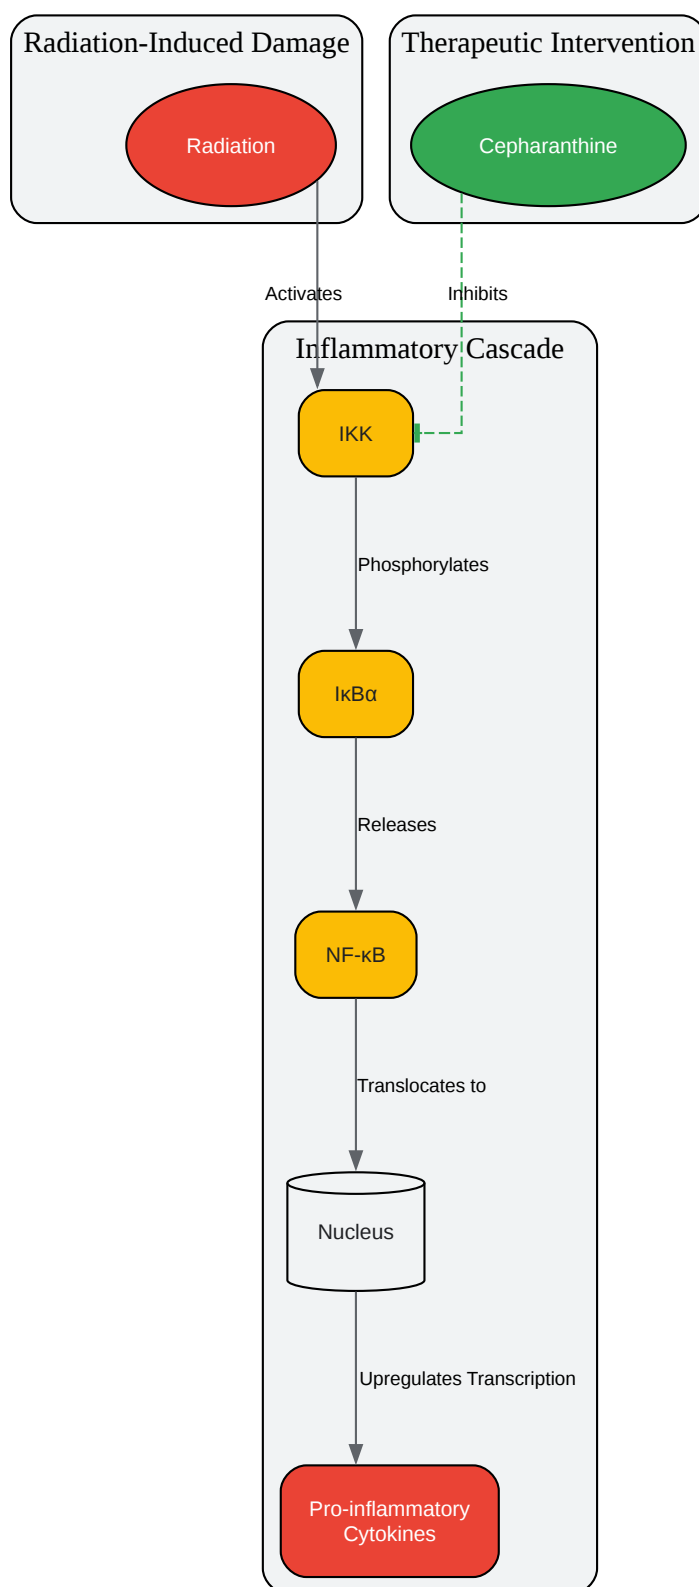 Radiation-Induced Damage
Therapeutic Intervention
Radiation
Cepharanthine
Activates
Inhibits
Inflammatory Cascade
IKK
Phosphorylates
IκBα
Releases
NF-κB
Translocates to
Nucleus
Upregulates Transcription
Pro-inflammatory
Cytokines